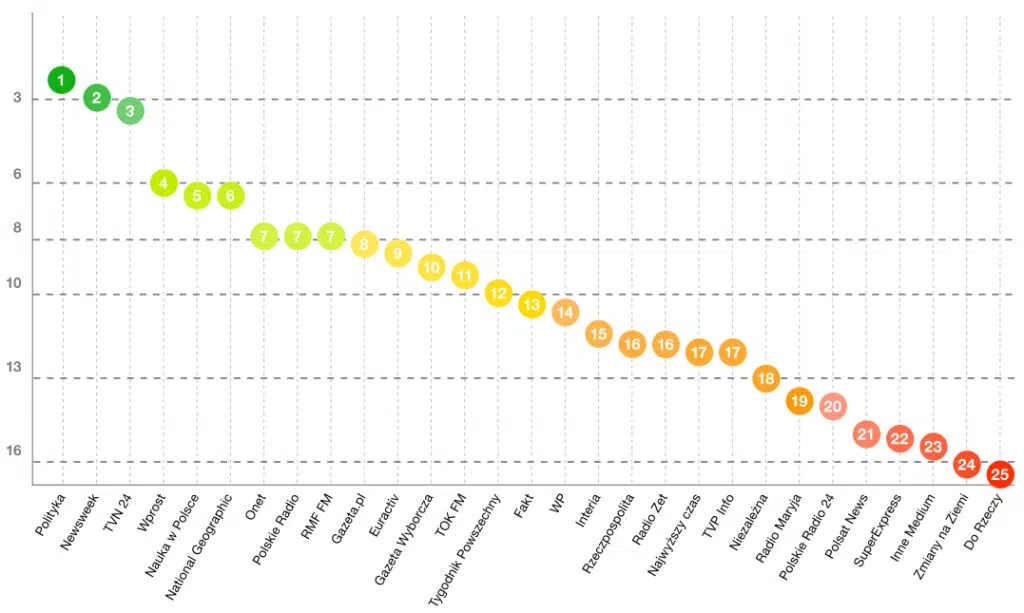 3
6
8
10
13
16
1
2
3
4
5
6
7
7
7
8
9
10
11
12
13
14
15
16
16
17
17
18
19
20
21
22
23
24
25
Polityka
Newsweek
TVN 24
Wprost
Nauka w Polsce
National Geographic
Onet
Polskie Radio
RMF FM
Gazeta.pl
Euractiv
Gazeta Wyborcza
TOK FM
Tygodnik Powszechny
Fakt
WP
Interia
Rzeczpospolita
Radio Zet
Najwyższy czas
TVP Info
Niezależna
Radio Maryja
Polskie Radio 24
Polsat News
SuperExpress
Inne Medium
Zmiany na Ziemi
Do Rzeczy